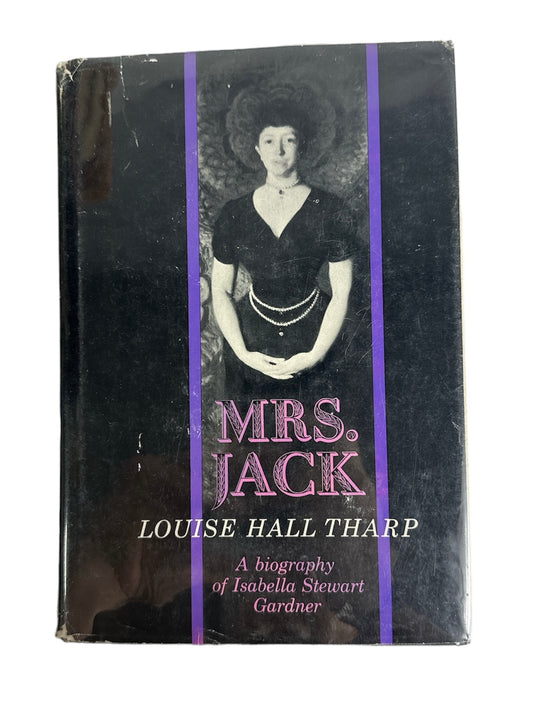 MRS.
JACK
LOUISE HALL THARP
A biography
of Isabella Stewart
Gardner